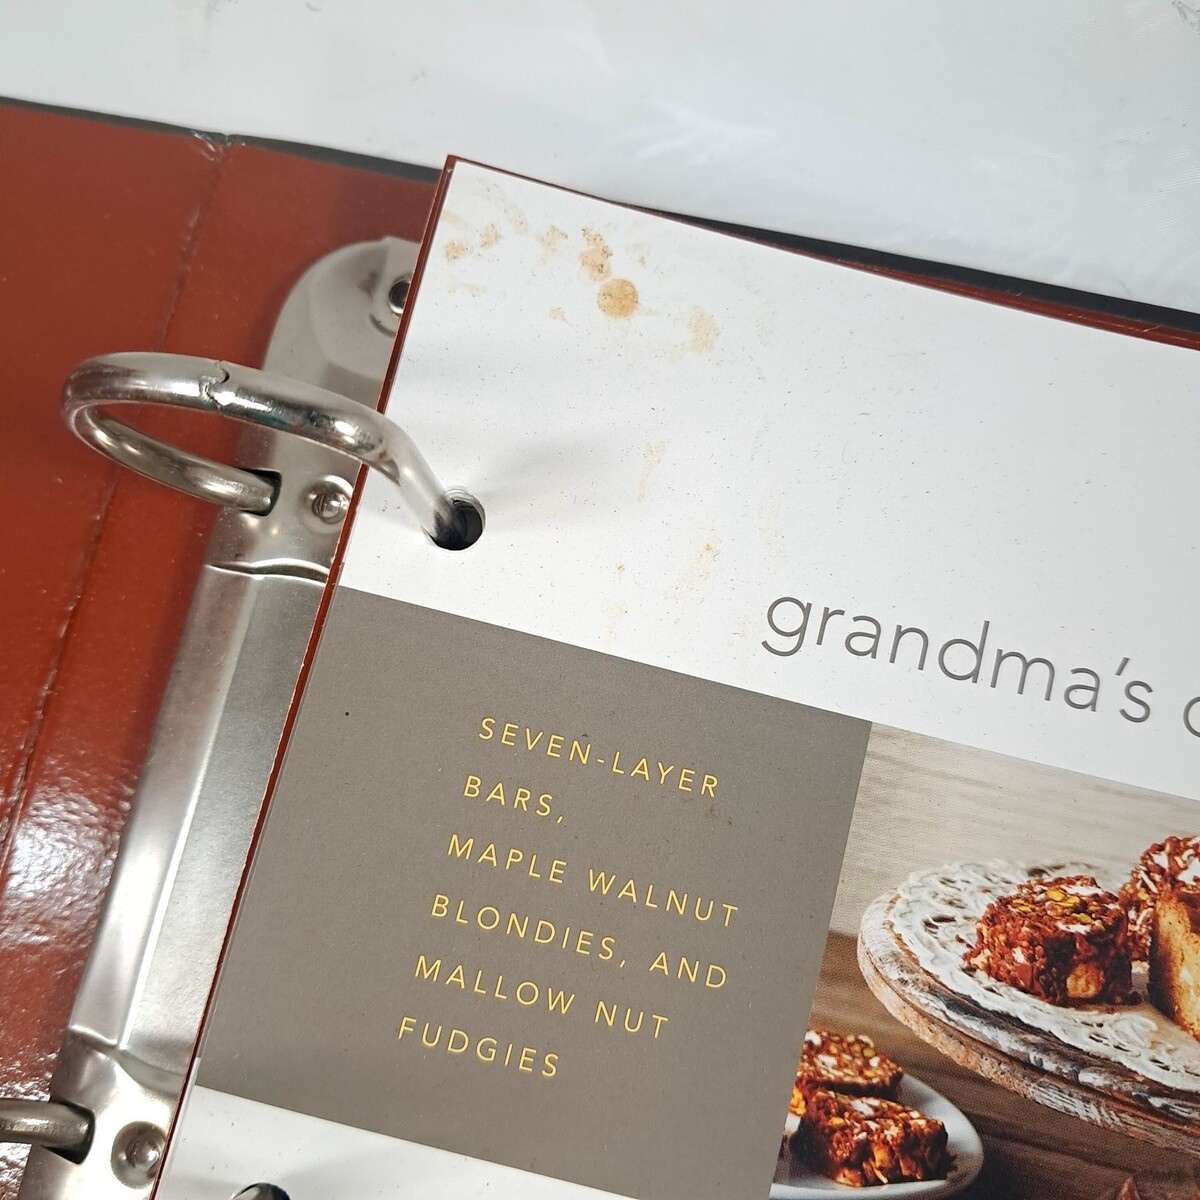 grandma's
SEVEN-LAYER
BARS,
MAPLE WALNUT
BLONDIES, AND
MALLOW NUT
FUDGIES